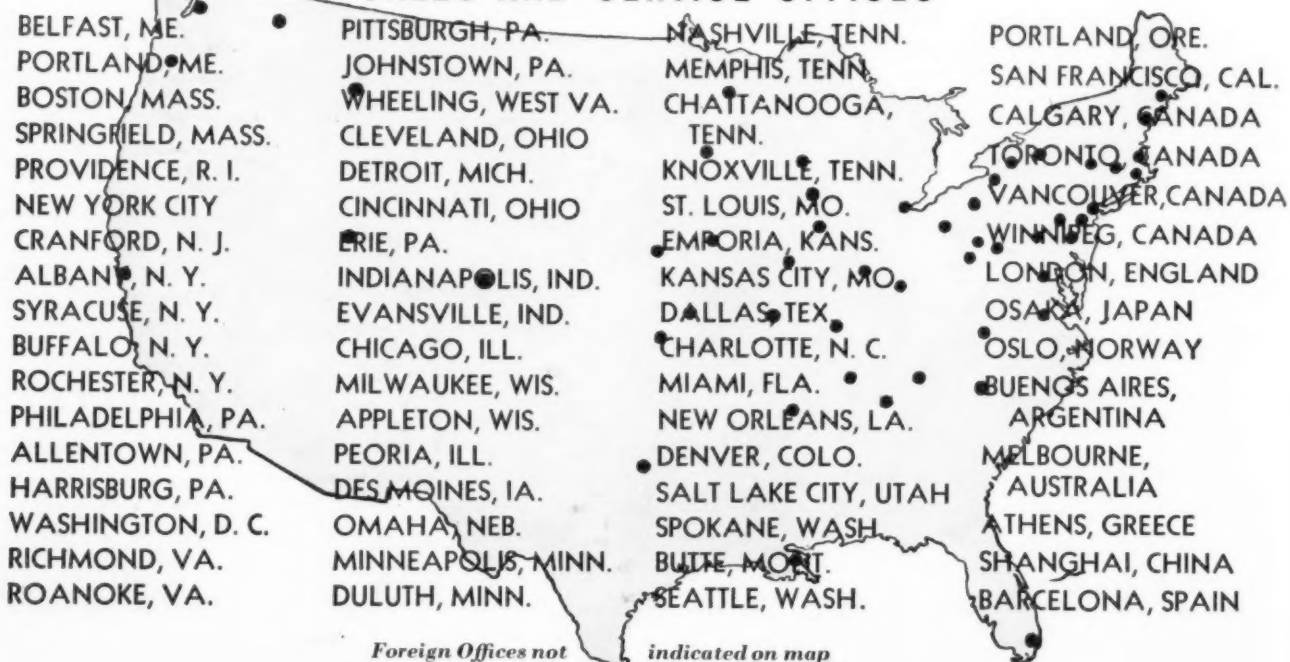 BELFAST, ME.
PORTLAND, ME.
BOSTON, MASS.
SPRINGFIELD, MASS.
PROVIDENCE, R. I.
NEW YORK CITY
CRANFORD, N. J.
ALBANY, N. Y.
SYRACUSE, N. Y.
BUFFALO, N. Y.
ROCHESTER, N. Y.
PHILADELPHIA, PA.
ALLENTOWN, PA.
HARRISBURG, PA.
WASHINGTON, D. C.
RICHMOND, VA.
ROANOKE, VA.
PITTSBURGH, PA.
JOHNSTOWN, PA.
WHEELING, WEST VA.
CLEVELAND, OHIO
DETROIT, MICH.
CINCINNATI, OHIO
ERIE, PA.
INDIANAPOLIS, IND.
EVANSVILLE, IND.
CHICAGO, ILL.
MILWAUKEE, WIS.
APPLETON, WIS.
PEORIA, ILL.
DES MOINES, IA.
OMAHA, NEB.
MINNEAPOLIS, MINN.
DULUTH, MINN.
NASHVILLE, TENN.
MEMPHIS, TENN.
CHATTANOOGA,
TENN.
KNOXVILLE, TENN.
ST. LOUIS, MO.
EMPORIA, KANS.
KANSAS CITY, MO.
DALLAS, TEX.
CHARLOTTE, N. C.
MIAMI, FLA.
NEW ORLEANS, LA.
DENVER, COLO.
SALT LAKE CITY, UTAH
SPOKANE, WASH.
BUTTE, MONT.
SEATTLE, WASH.
PORTLAND, ORE.
SAN FRANCISCO, CAL.
CALGARY, CANADA
TORONTO, CANADA
VANCOUVER, CANADA
WINNIPEG, CANADA
LONDON, ENGLAND
OSAKA, JAPAN
OSLO, NORWAY
BUENOS AIRES,
ARGENTINA
MELBOURNE,
AUSTRALIA
ATHENS, GREECE
SHANGHAI, CHINA
BARCELONA, SPAIN
Foreign Offices not indicated on map